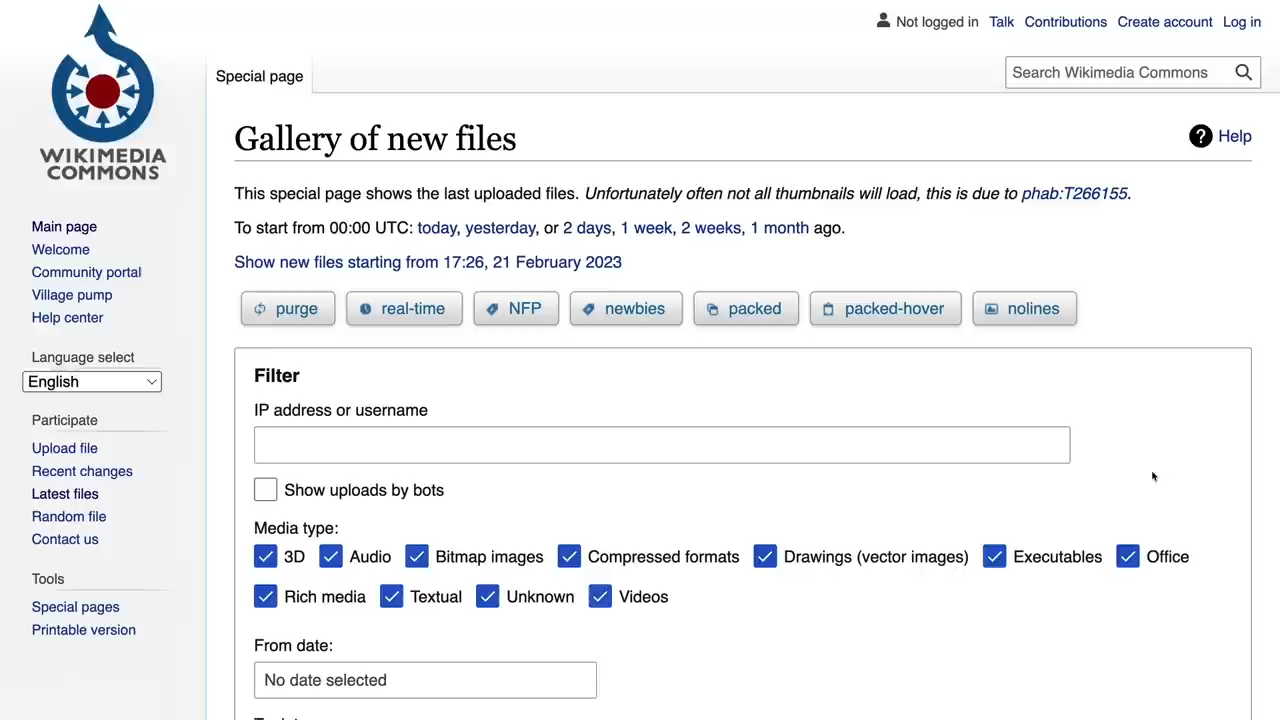 Not logged in Talk Contributions Create account Log in
Special page
Search Wikimedia Commons
WIKIMEDIA
COMMONS
Gallery of new files
Help
This special page shows the last uploaded files. Unfortunately often not all thumbnails will load, this is due to phab:T266155.
To start from 00:00 UTC: today, yesterday, or 2 days, 1 week, 2 weeks, 1 month ago.
Show new files starting from 17:26, 21 February 2023
purge real-time NFP newbies packed packed-hover nolines
Main page
Welcome
Community portal
Village pump
Help center
Language select
English
Participate
Upload file
Recent changes
Latest files
Random file
Contact us
Tools
Special pages
Printable version
Filter
IP address or username
Show uploads by bots
Media type:
3D Audio Bitmap images Compressed formats Drawings (vector images) Executables Office
Rich media Textual Unknown Videos
From date:
No date selected